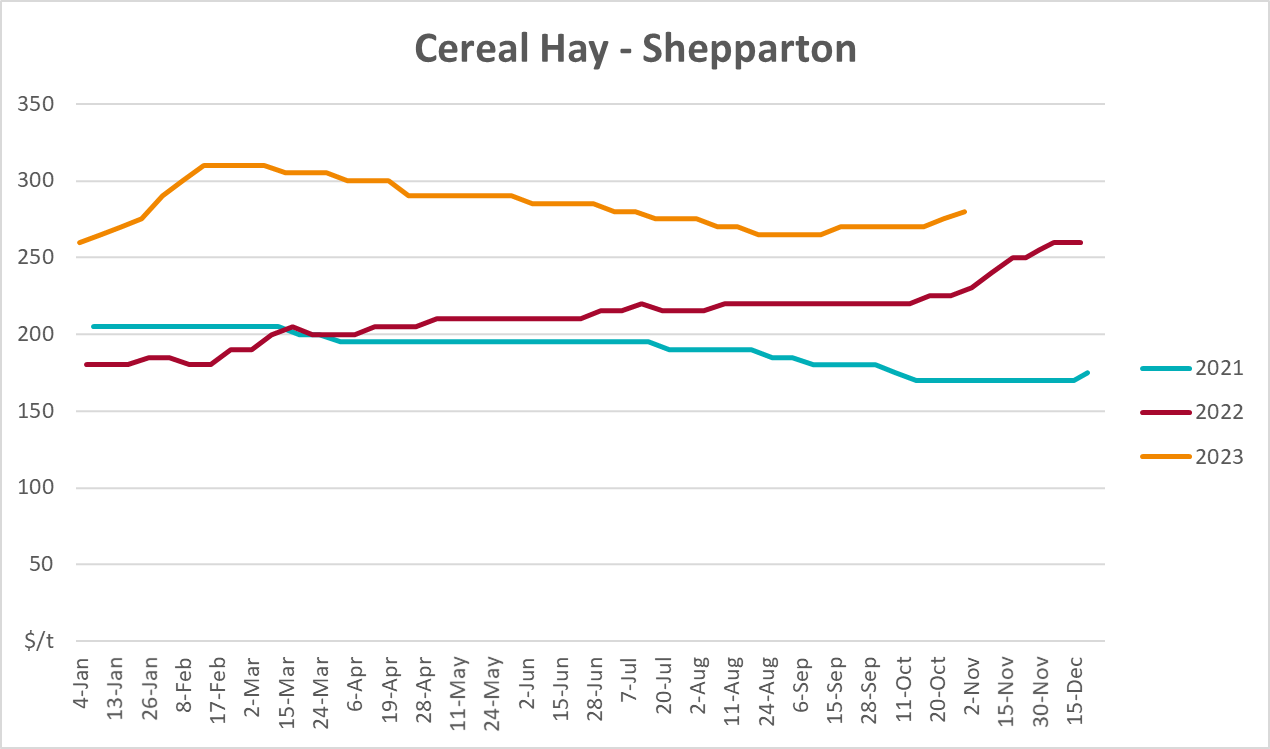 Cereal Hay - Shepparton
350
300
250
200
150
100
50
$/t
4-Jan
13-Jan
26-Jan
8-Feb
17-Feb
2-Mar
15-Mar
24-Mar
6-Apr
19-Apr
28-Apr
11-May
24-May
2-Jun
15-Jun
28-Jun
7-Jul
20-Jul
2-Aug
11-Aug
24-Aug
6-Sep
15-Sep
28-Sep
11-Oct
20-Oct
2-Nov
15-Nov
30-Nov
15-Dec
2021
2022
2023